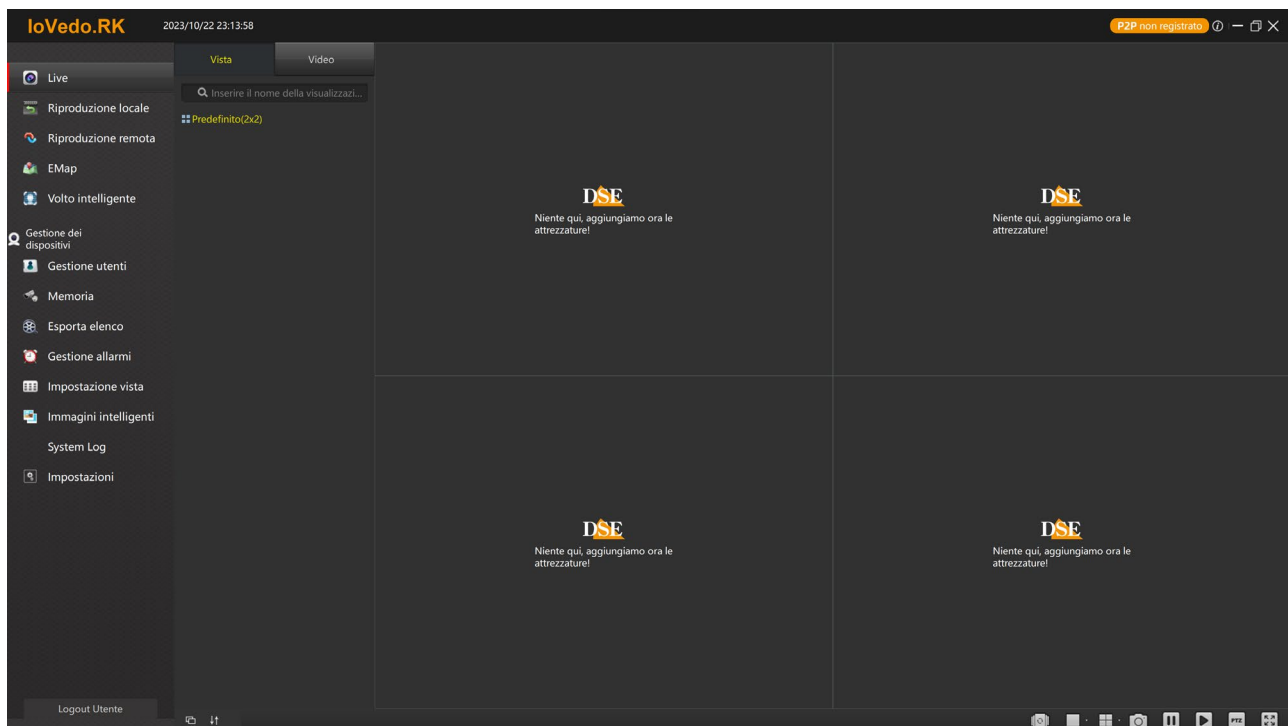 IoVedo.RK
2023/10/22 23:13:58
P2P non registrato
Vista
Video
Inserire il nome della visualizzazi...
Predefinito(2x2)
Live
Riproduzione locale
Riproduzione remota
EMap
Volto intelligente
Gestione dei
dispositivi
Gestione utenti
Memoria
Esporta elenco
Gestione allarmi
Impostazione vista
Immagini intelligenti
System Log
Impostazioni
Logout Utente
DSE
Niente qui, aggiungiamo ora le
attrezzature!
DSE
Niente qui, aggiungiamo ora le
attrezzature!
DSE
Niente qui, aggiungiamo ora le
attrezzature!
DSE
Niente qui, aggiungiamo ora le
attrezzature!
PTZ